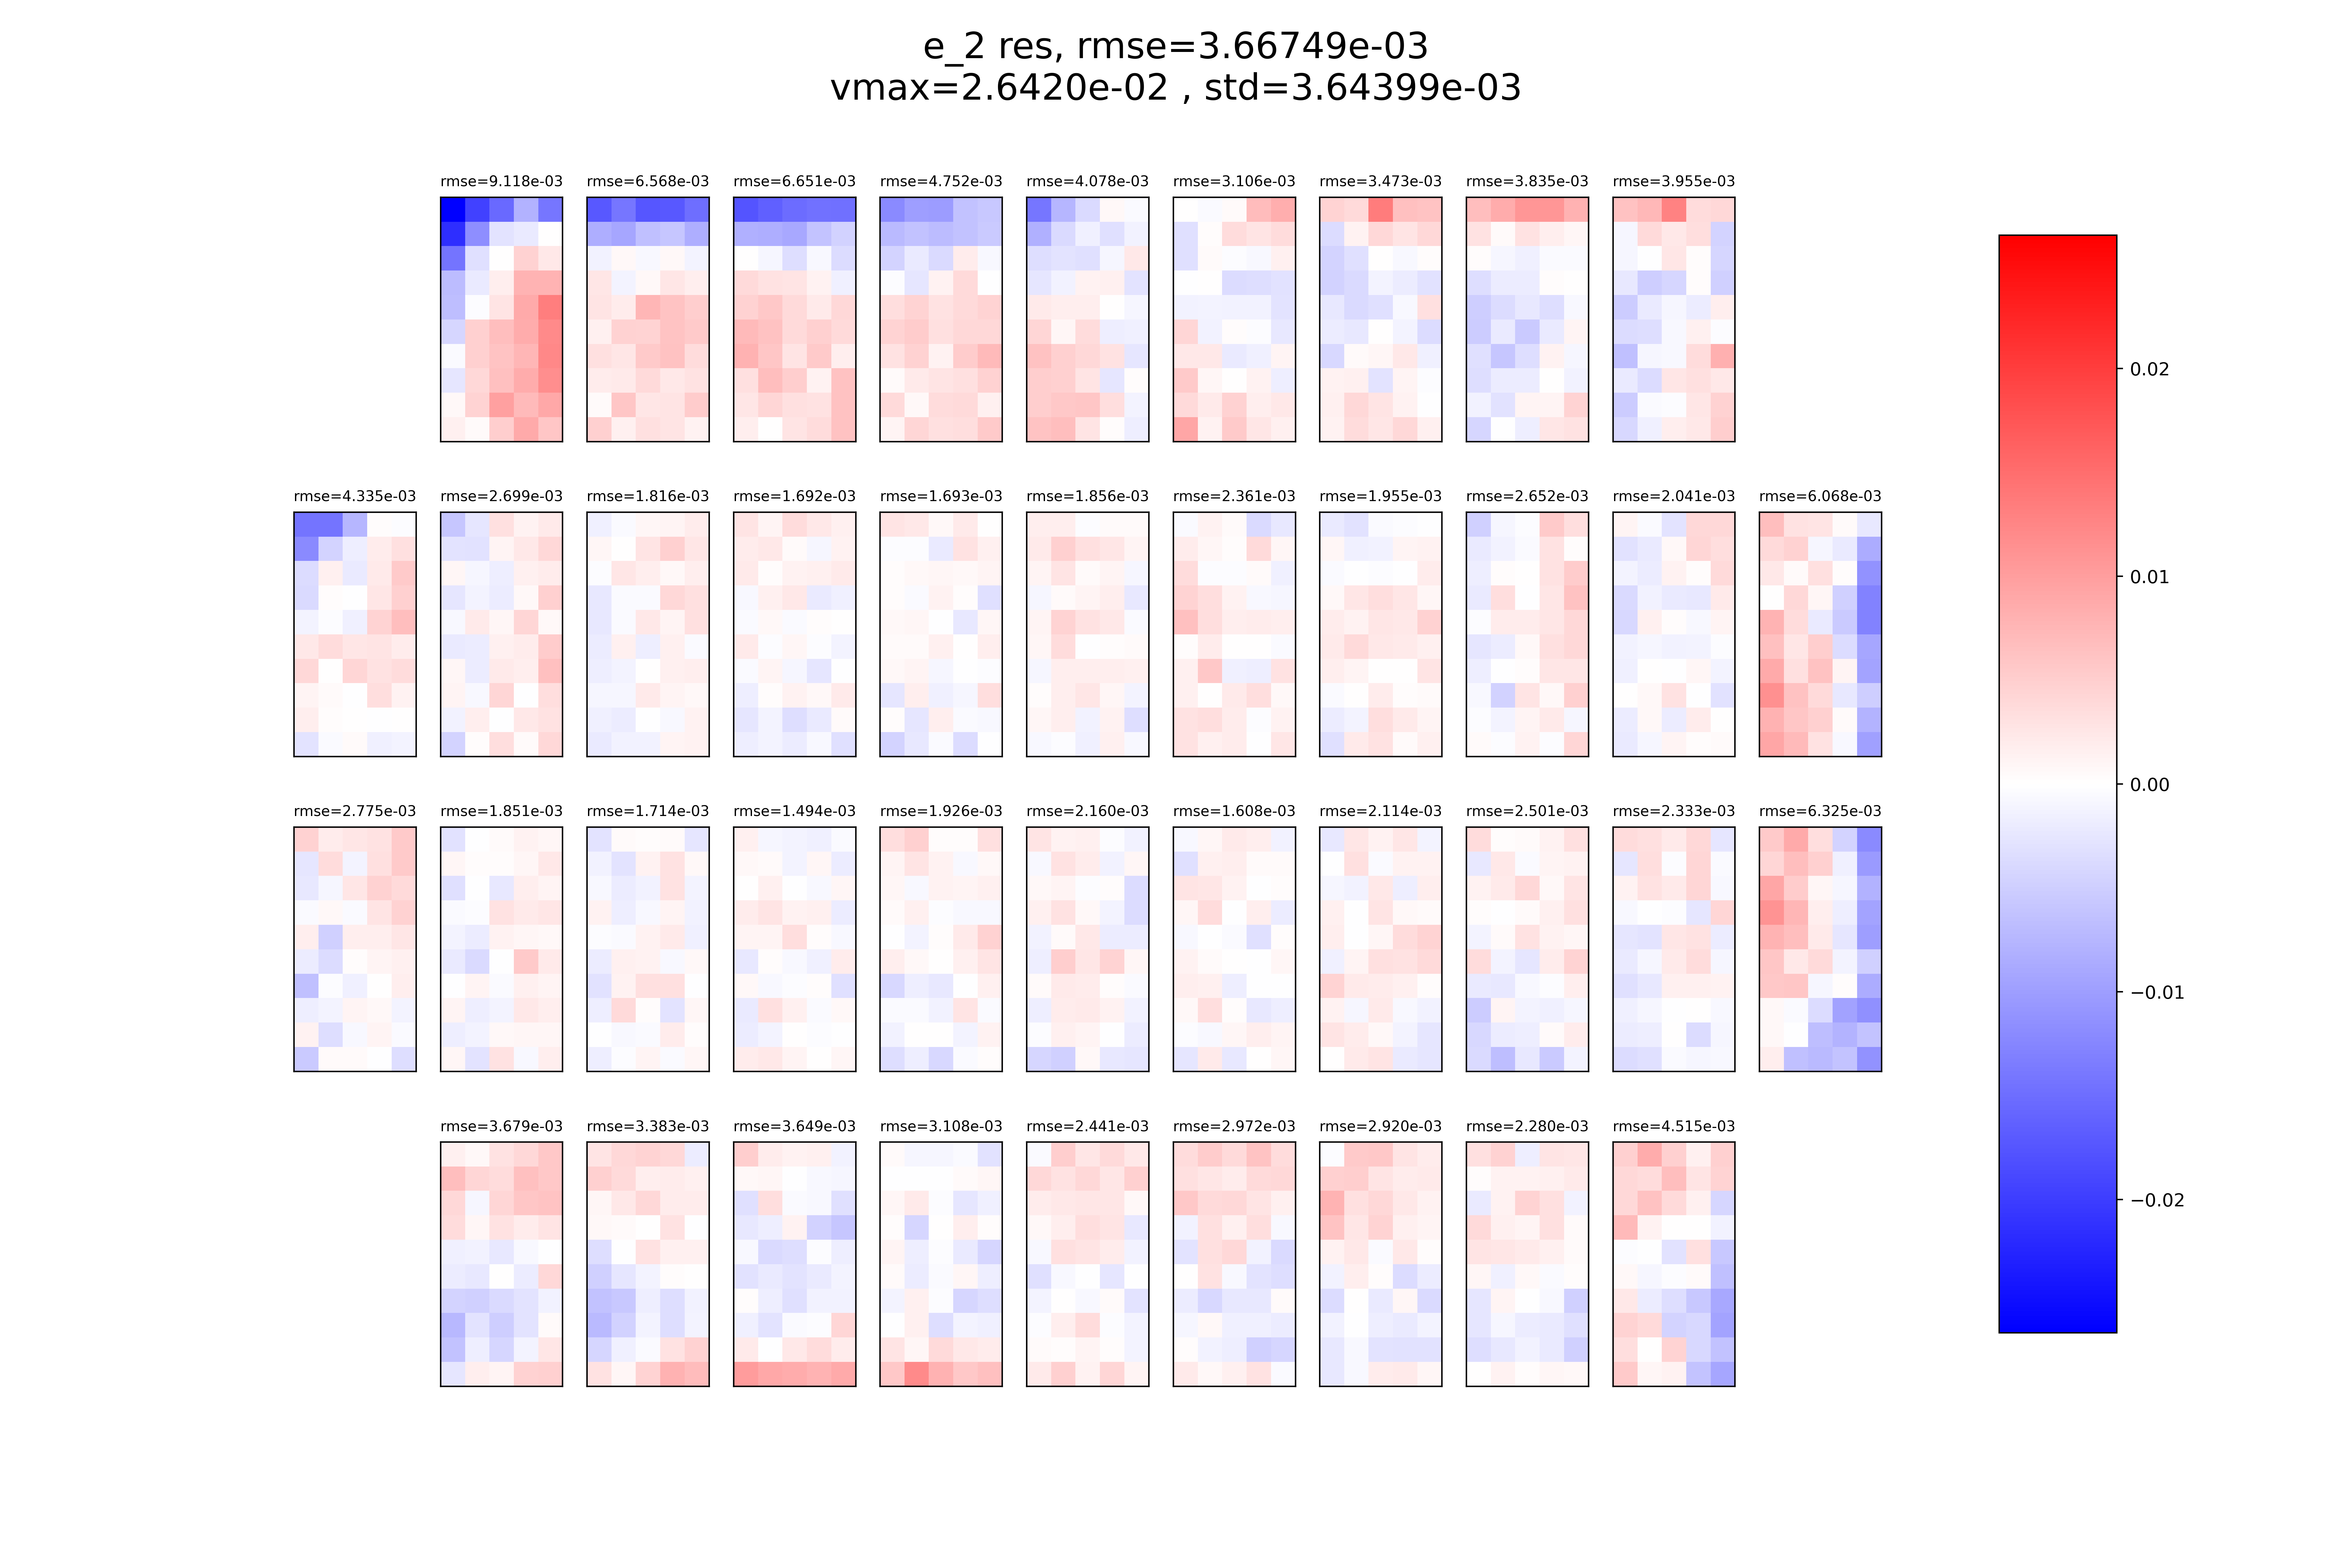 e_2 res, rmse=3.66749e-03
vmax=2.6420e-02 , std=3.64399e-03
rmse=9.118e-03 rmse=6.568e-03 rmse=6.651e-03 rmse=4.752e-03 rmse=4.078e-03 rmse=3.106e-03 rmse=3.473e-03 rmse=3.835e-03 rmse=3.955e-03
rmse=4.335e-03 rmse=2.699e-03 rmse=1.816e-03 rmse=1.692e-03 rmse=1.693e-03 rmse=1.856e-03 rmse=2.361e-03 rmse=1.955e-03 rmse=2.652e-03 rmse=2.041e-03 rmse=6.068e-03
rmse=2.775e-03 rmse=1.851e-03 rmse=1.714e-03 rmse=1.494e-03 rmse=1.926e-03 rmse=2.160e-03 rmse=1.608e-03 rmse=2.114e-03 rmse=2.501e-03 rmse=2.333e-03 rmse=6.325e-03
rmse=3.679e-03 rmse=3.383e-03 rmse=3.649e-03 rmse=3.108e-03 rmse=2.441e-03 rmse=2.972e-03 rmse=2.920e-03 rmse=2.280e-03 rmse=4.515e-03
0.02
0.01
0.00
−0.01
−0.02